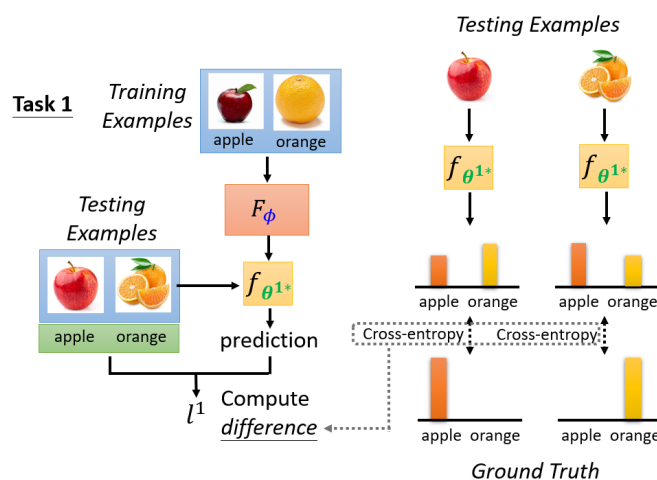 Task 1
Training
Examples
apple orange
F_ϕ
Testing
Examples
apple orange
f_θ¹*
prediction
l¹
Compute
difference
Testing Examples
f_θ¹* f_θ¹*
apple orange apple orange
Cross-entropy Cross-entropy
apple orange apple orange
Ground Truth